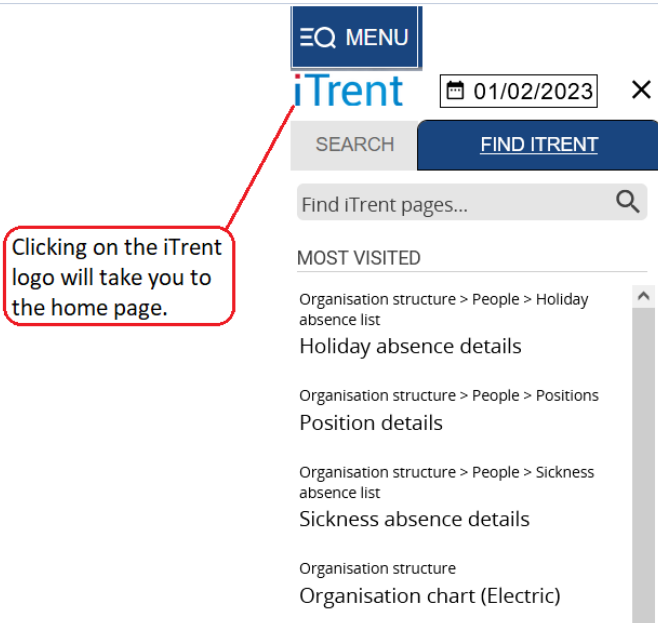 MENU
iTrent
01/02/2023
SEARCH
FIND ITRENT
Find iTrent pages...
Clicking on the iTrent
logo will take you to
the home page.
MOST VISITED
Organisation structure > People > Holiday
absence list
Holiday absence details
Organisation structure > People > Positions
Position details
Organisation structure > People > Sickness
absence list
Sickness absence details
Organisation structure
Organisation chart (Electric)